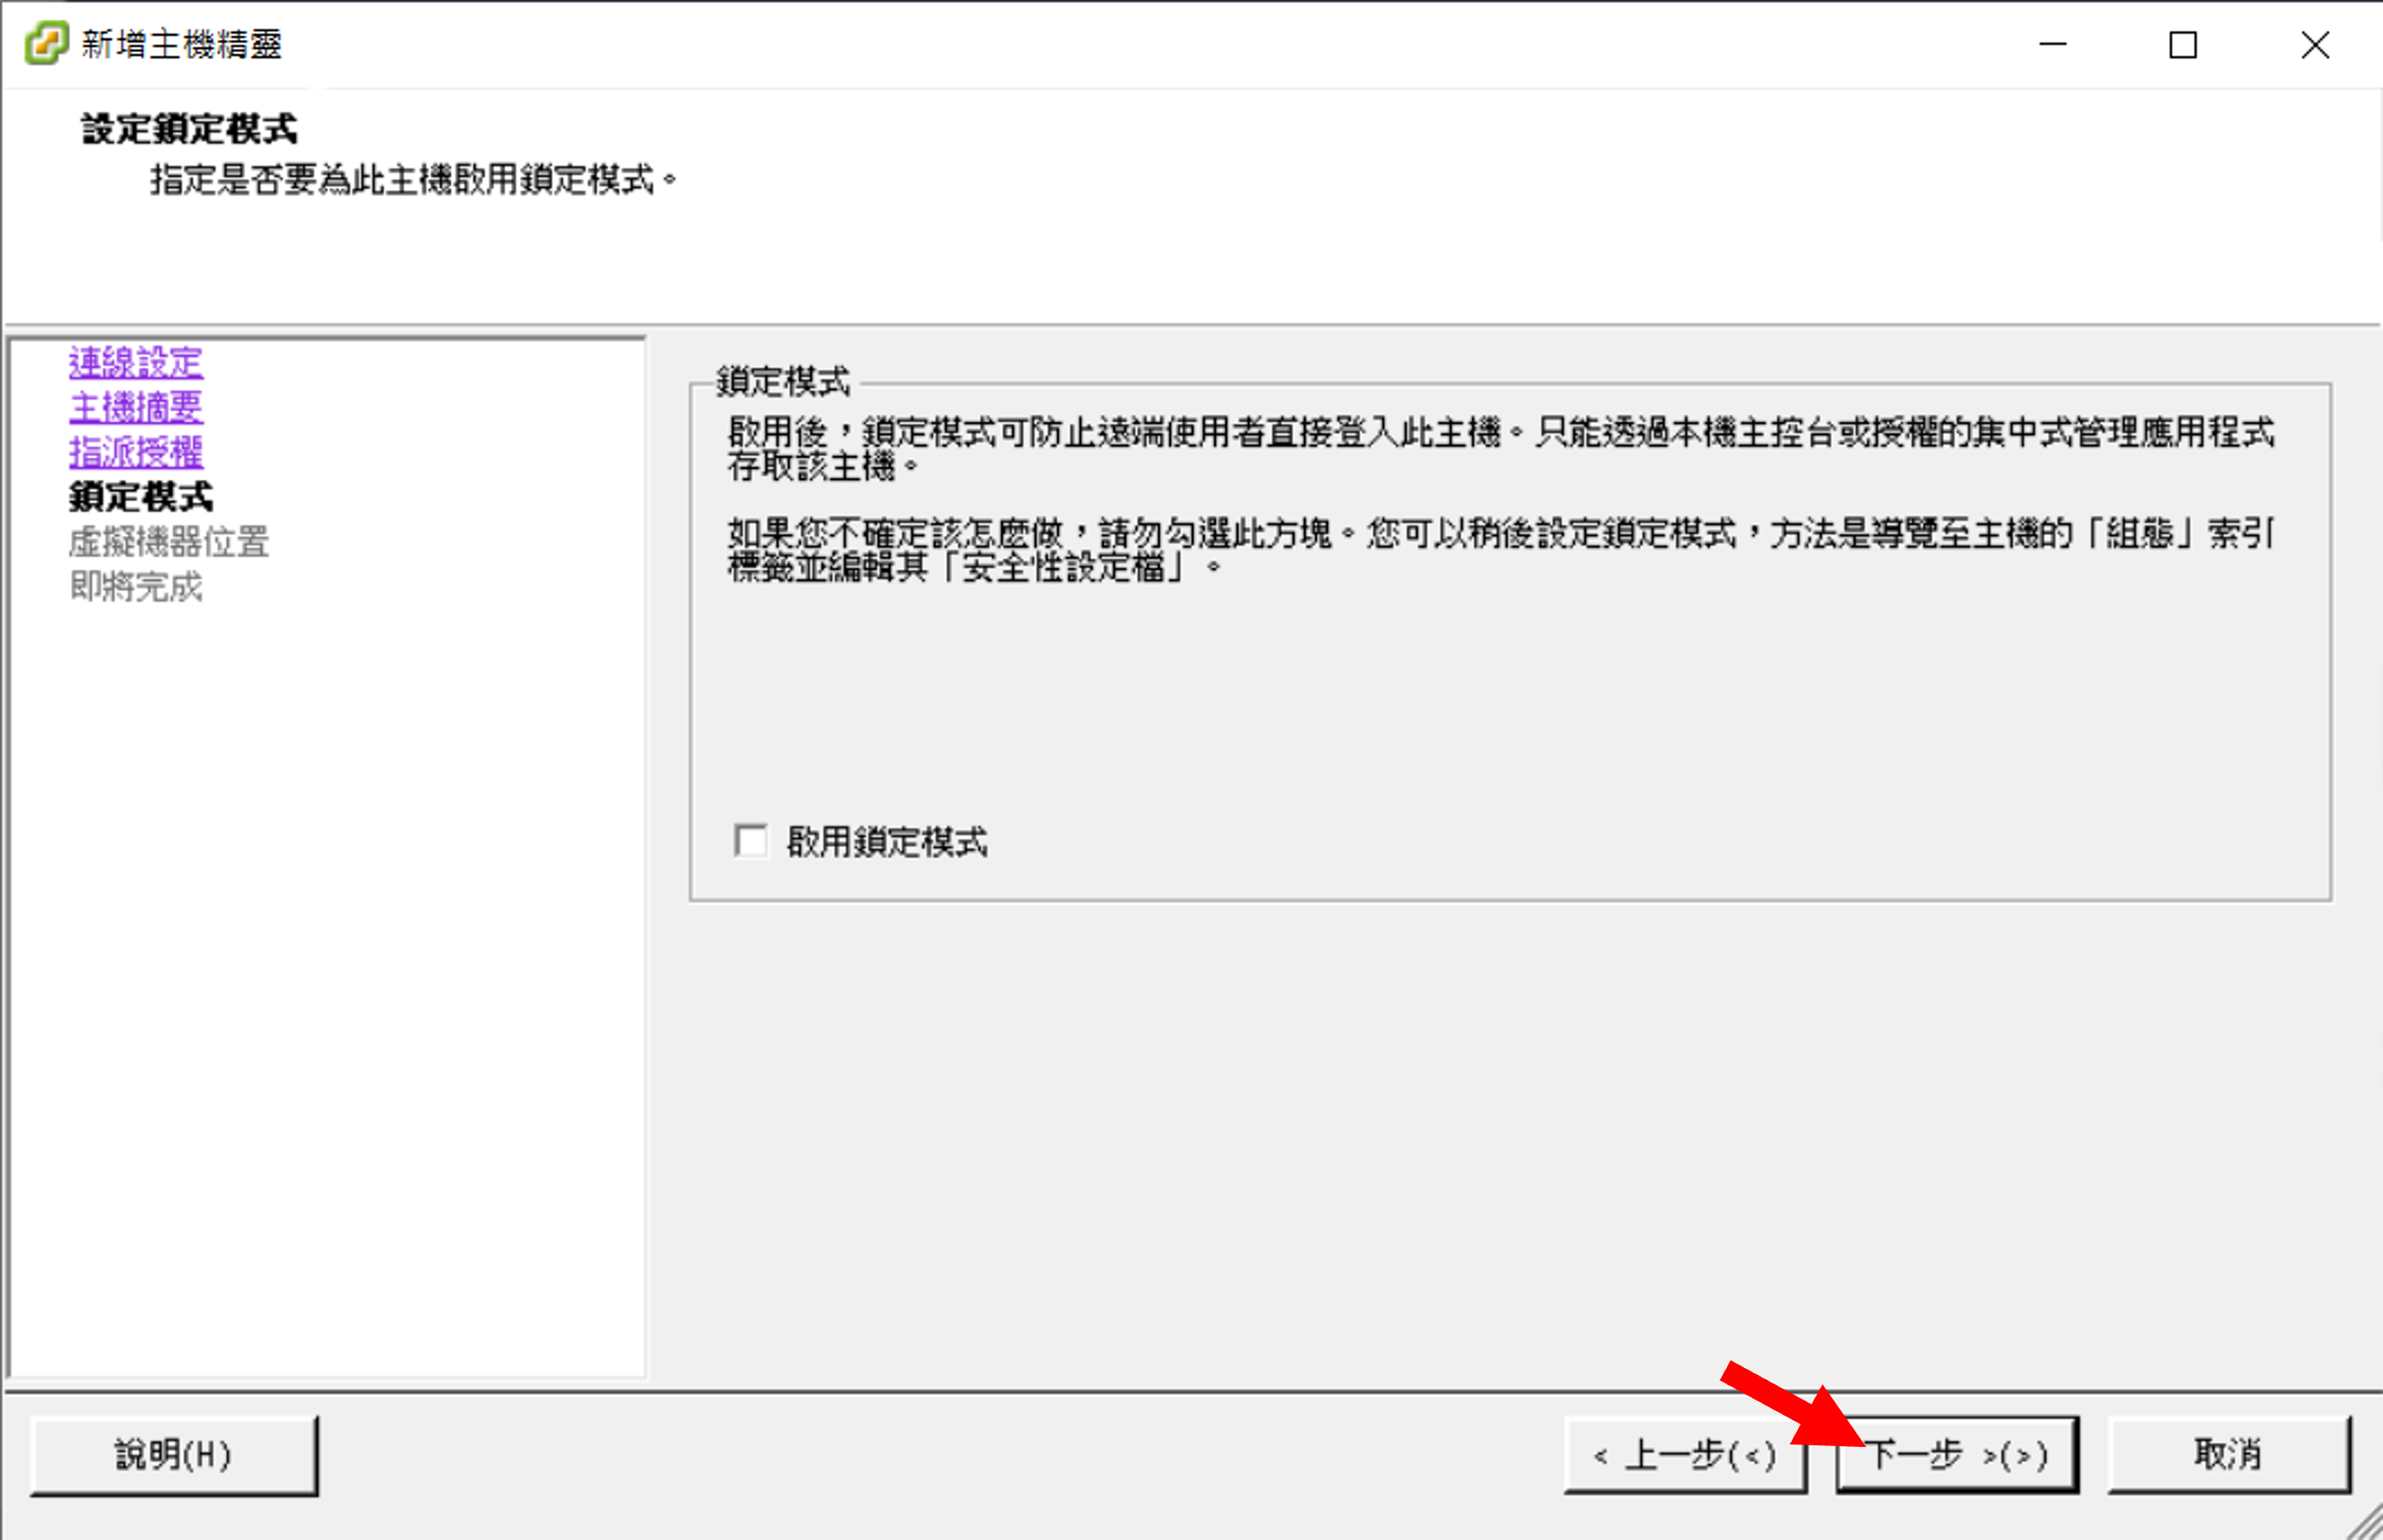 新增主機精靈
設定鎖定模式
指定是否要為此主機啟用鎖定模式。
連線設定
主機摘要
指派授權
鎖定模式
虛擬機器位置
即將完成
鎖定模式
啟用後，鎖定模式可防止遠端使用者直接登入此主機。只能透過本機主控台或授權的集中式管理應用程式
存取該主機。
如果您不確定該怎麼做，請勿勾選此方塊。您可以稍後設定鎖定模式，方法是導覽至主機的「組態」索引
標籤並編輯其「安全性設定檔」。
啟用鎖定模式
說明(H)
< 上一步(<)
下一步 >(>)
取消